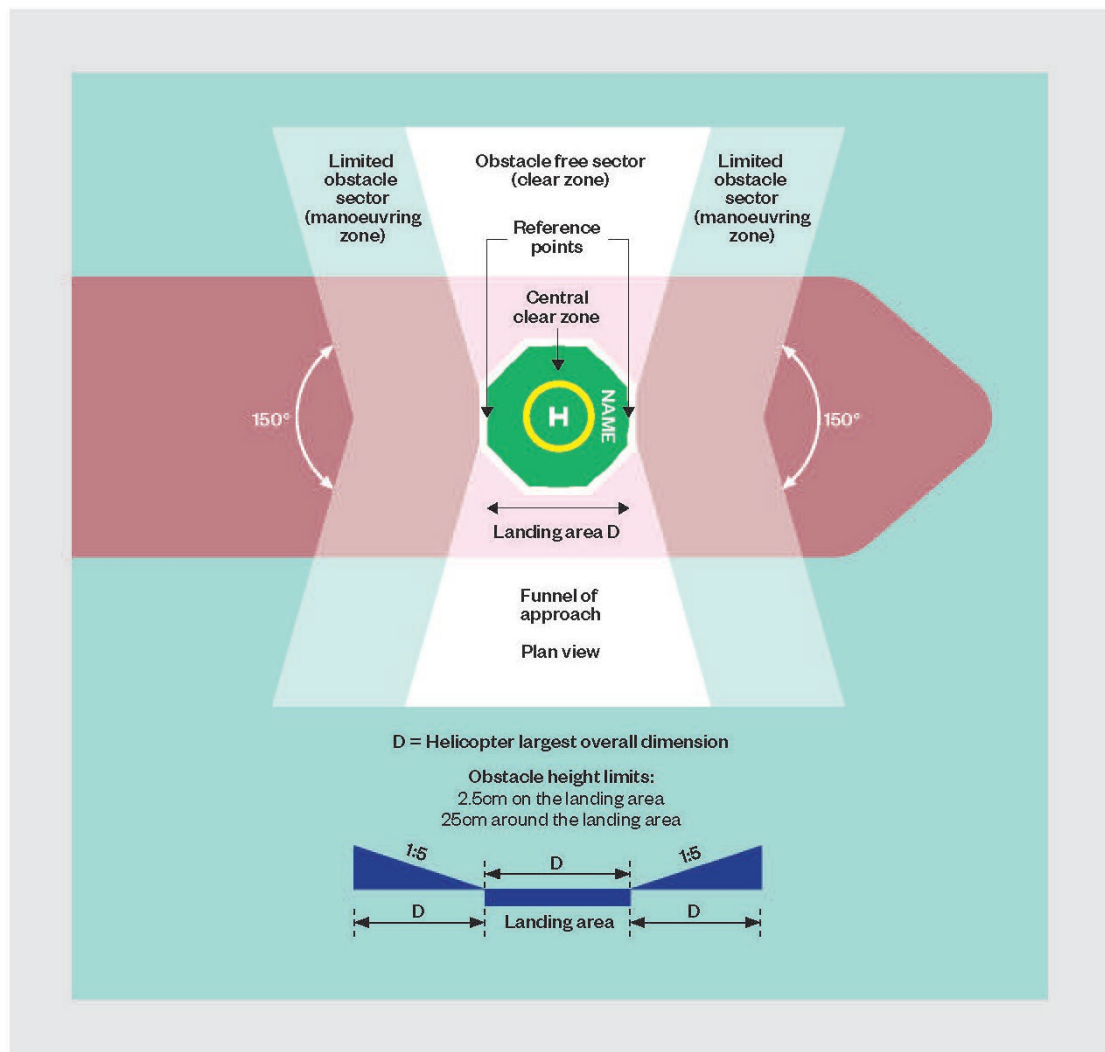 Limited
obstacle
sector
(manoeuvring
zone)
Obstacle free sector
(clear zone)
Limited
obstacle
sector
(manoeuvring
zone)
Reference
points
Central
clear zone
150°
H
NAME
150°
Landing area D
Funnel of
approach
Plan view
D = Helicopter largest overall dimension
Obstacle height limits:
2.5cm on the landing area
25cm around the landing area
1:5
D
1:5
D
Landing area
D